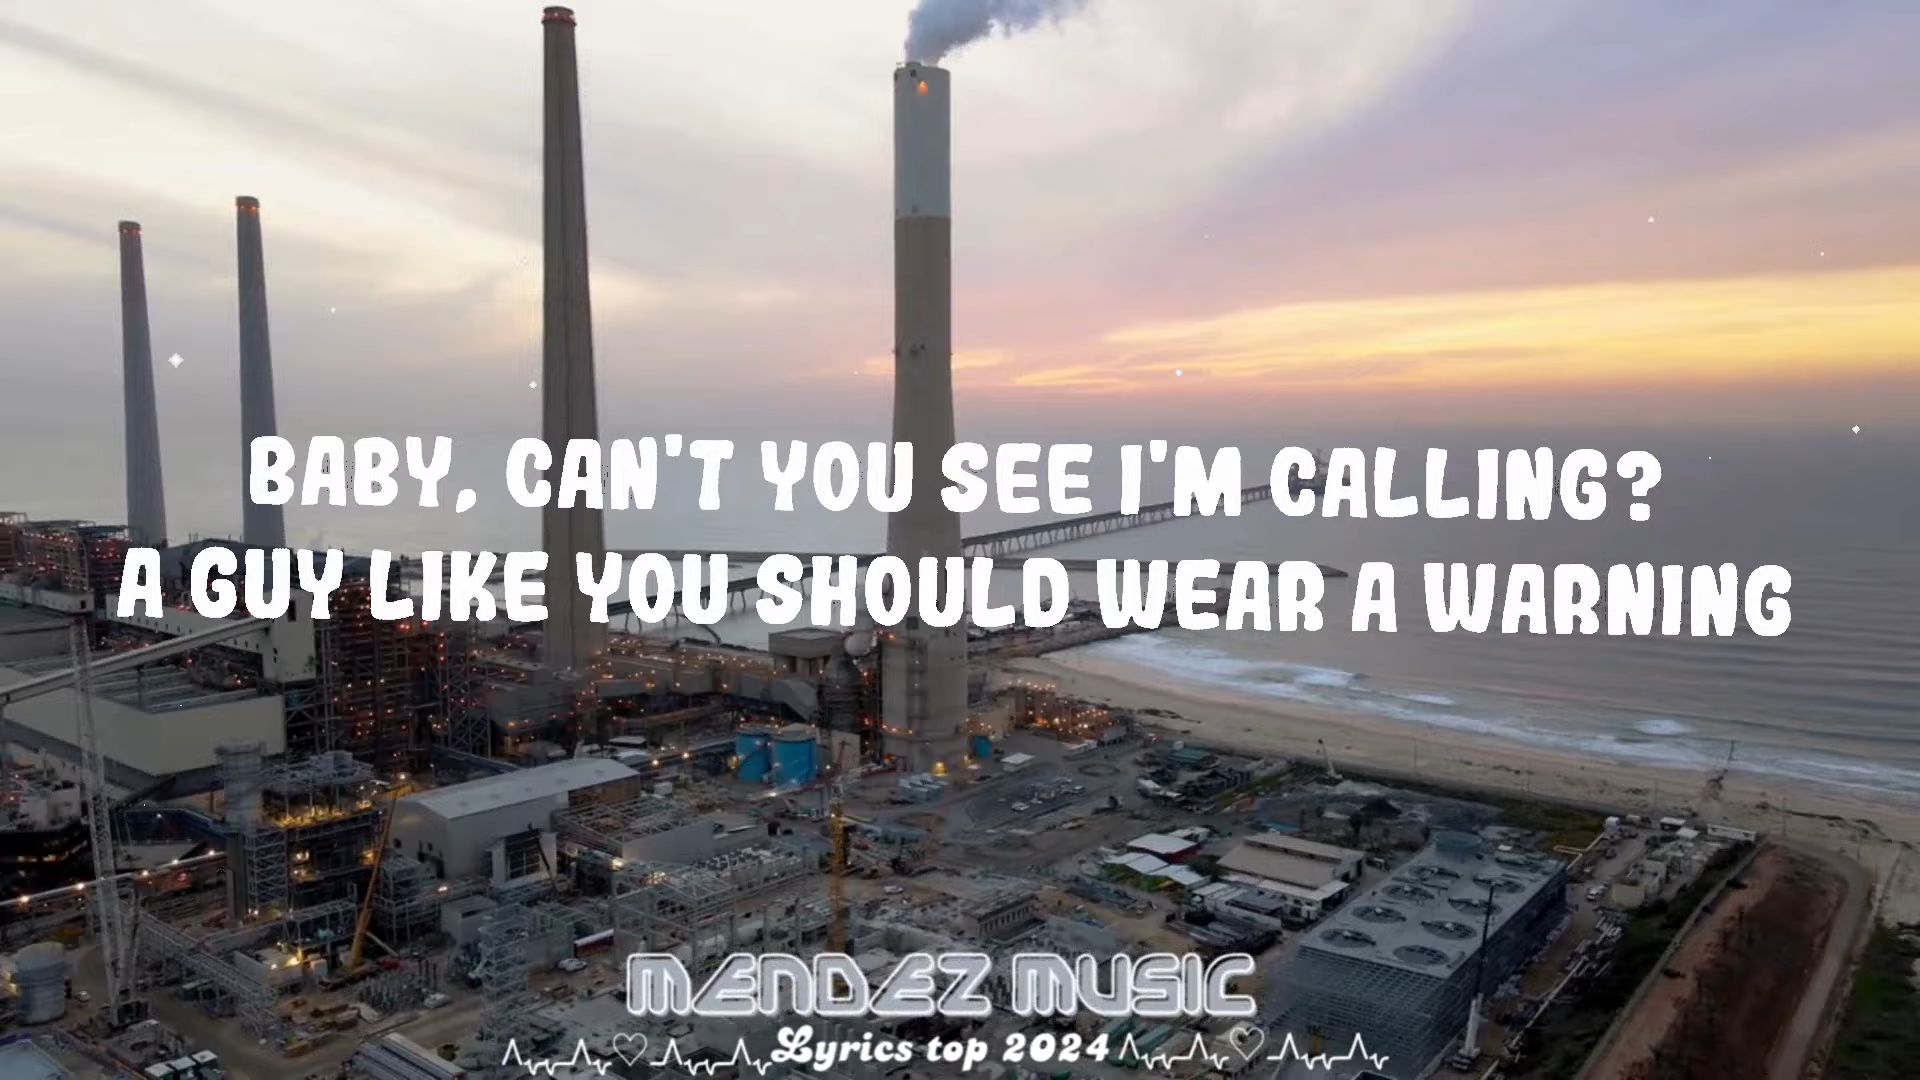 BABY, CAN'T YOU SEE I'M CALLING?
A GUY LIKE YOU SHOULD WEAR A WARNING
MENDEZ MUSIC
Lyrics top 2024